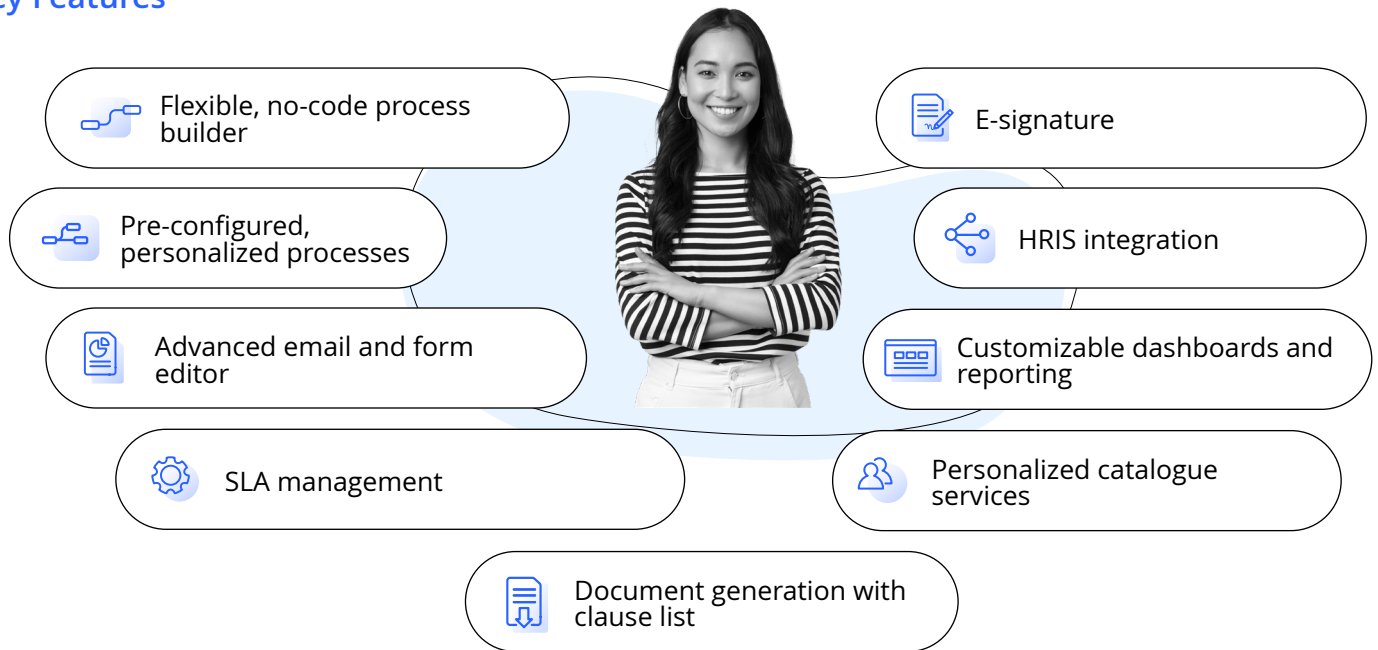 Features
Flexible, no-code process
builder
Pre-configured,
personalized processes
Advanced email and form
editor
SLA management
E-signature
HRIS integration
Customizable dashboards and
reporting
Personalized catalogue
services
Document generation with
clause list